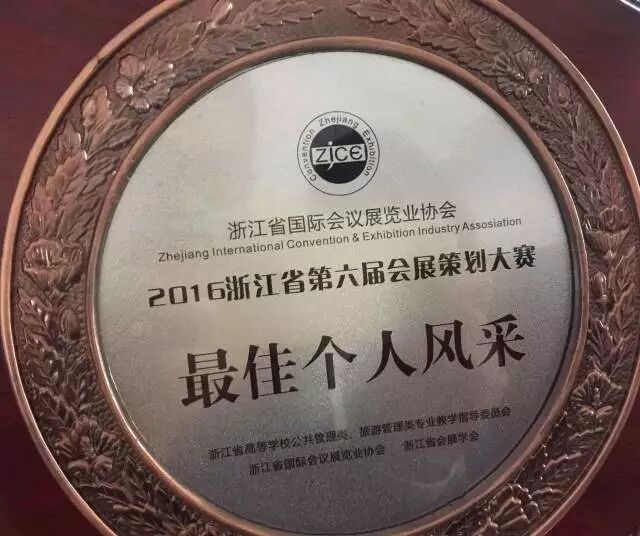 Convention Zhejiang Exhibition
zjce
浙江省国际会议展览业协会
Zhejiang International Convention & Exhibition Industry Assosiation
2016浙江省第六届会展策划大赛
最佳个人风采
浙江省高等学校公共管理类、旅游管理类专业教学指导委员会
浙江省国际会议展览业协会 浙江省会展学会